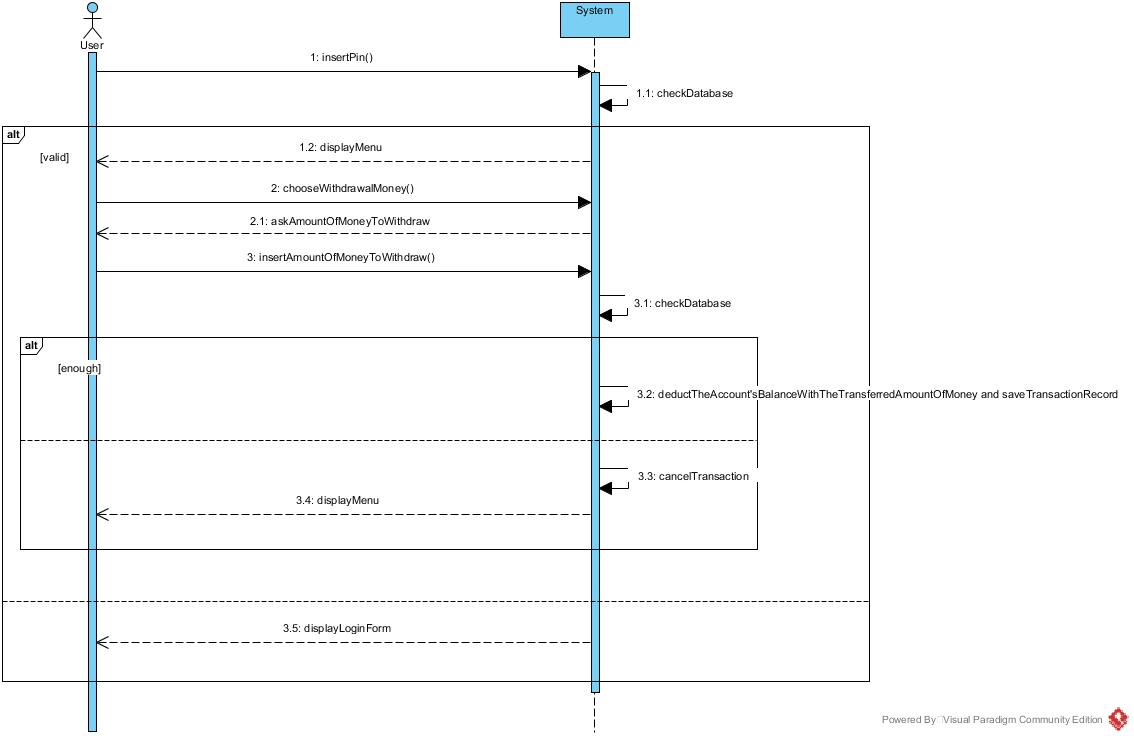 User
System
1: insertPin()
1.1: checkDatabase
alt
[valid]
1.2: displayMenu
2: chooseWithdrawalMoney()
2.1: askAmountOfMoneyToWithdraw
3: insertAmountOfMoneyToWithdraw()
3.1: checkDatabase
alt
[enough]
3.2: deductTheAccount'sBalanceWithTheTransferredAmountOfMoney and saveTransactionRecord
3.3: cancelTransaction
3.4: displayMenu
3.5: displayLoginForm
Powered By Visual Paradigm Community Edition